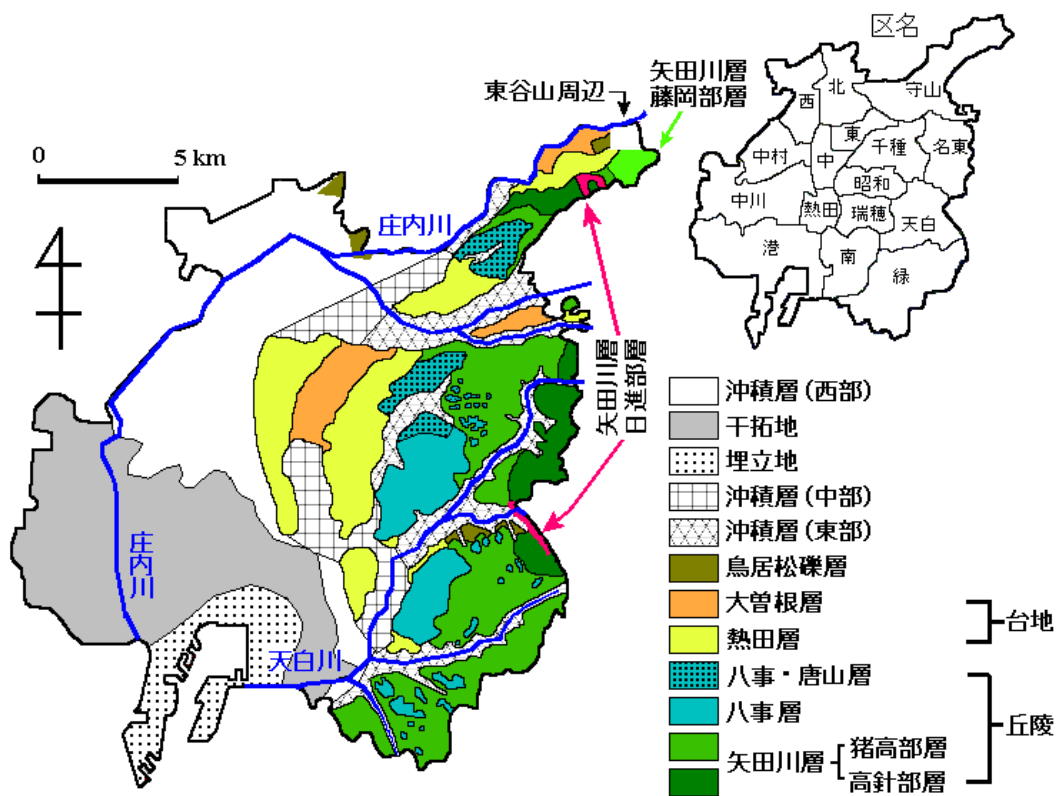 区名
東谷山周辺
矢田川層
藤岡部層
0 5 km
庄内川
矢田川層
日進部層
庄内川
天白川
北
守山
西
東
千種
名東
中村
中
昭和
中川
熱田
瑞穂
天白
港
南
緑
沖積層(西部)
干拓地
埋立地
沖積層(中部)
沖積層(東部)
鳥居松礫層
大曽根層
台地
熱田層
八事・唐山層
八事層
丘陵
矢田川層
猪高部層
高針部層